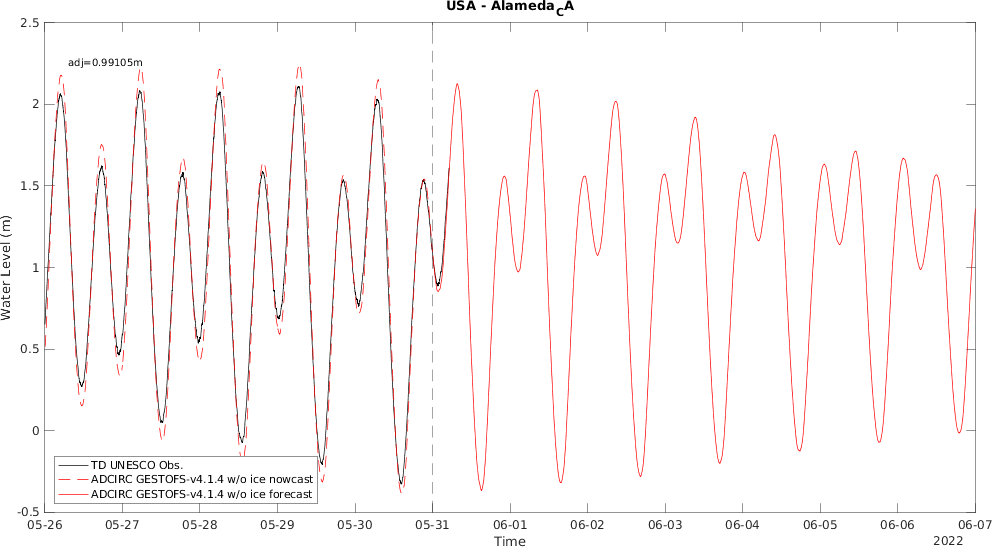 USA - Alameda_CA
adj=0.99105m
Water Level (m)
2.5
2
1.5
1
0.5
0
-0.5
TD UNESCO Obs.
ADCIRC GESTOFS-v4.1.4 w/o ice nowcast
ADCIRC GESTOFS-v4.1.4 w/o ice forecast
05-26 05-27 05-28 05-29 05-30 05-31 06-01 06-02 06-03 06-04 06-05 06-06 06-07
Time
2022